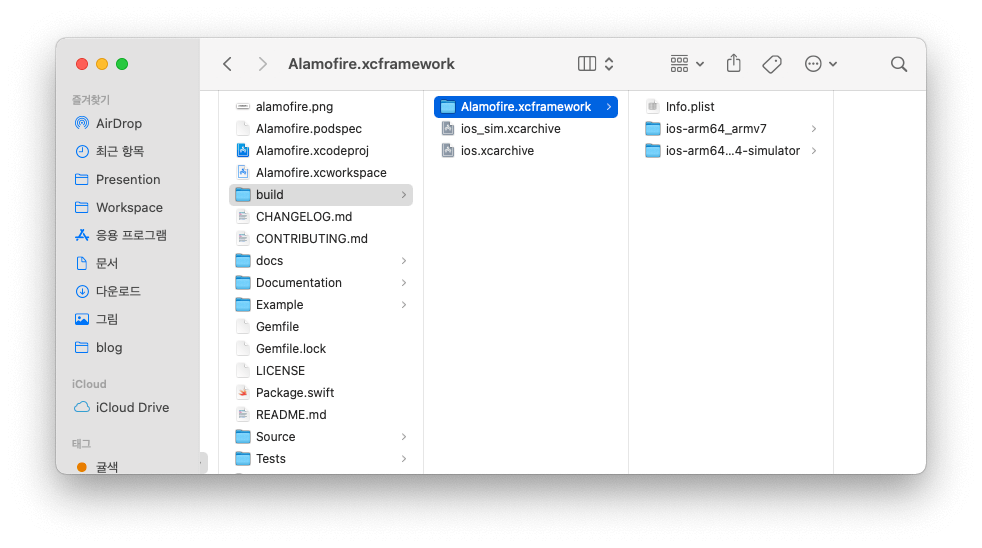 Alamofire.xcframework
즐겨찾기
AirDrop
최근 항목
Presention
Workspace
응용 프로그램
문서
다운로드
그림
blog
iCloud
iCloud Drive
태그
귤색
alamofire.png
Alamofire.podspec
Alamofire.xcodeproj
Alamofire.xcworkspace
build
CHANGELOG.md
CONTRIBUTING.md
docs
Documentation
Example
Gemfile
Gemfile.lock
LICENSE
Package.swift
README.md
Source
Tests
Alamofire.xcframework
ios_sim.xcarchive
ios.xcarchive
Info.plist
ios-arm64_armv7
ios-arm64...4-simulator